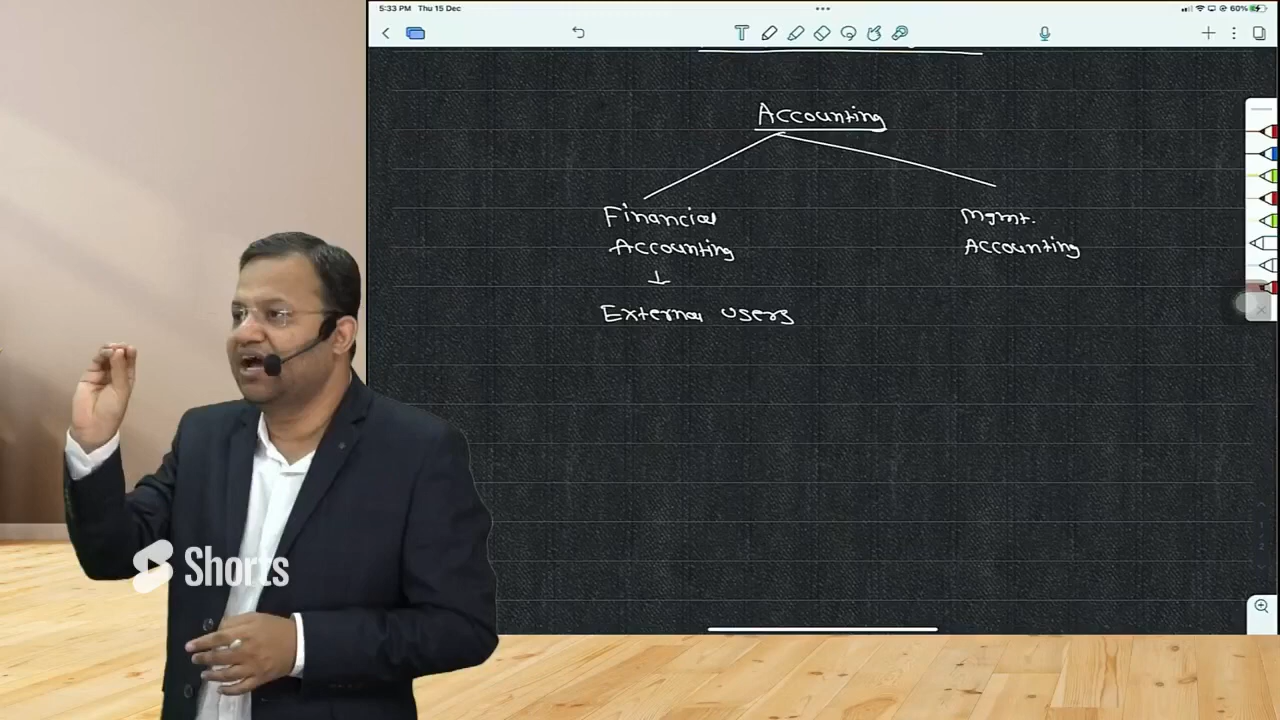 5:33 PM Thu 15 Dec
60%
Accounting
Financial
Accounting
External users
Mgmt.
Accounting
Shorts